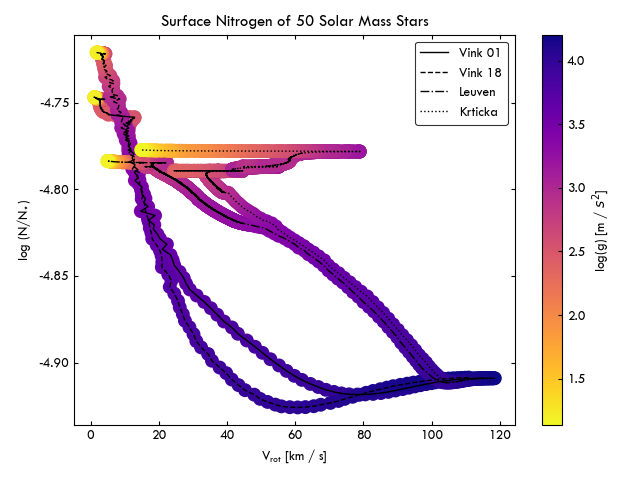 Surface Nitrogen of 50 Solar Mass Stars
Vink 01
Vink 18
Leuven
Krticka
-4.75
-4.80
-4.85
-4.90
log (N/N⋆)
0
20
40
60
80
100
120
V_rot [km / s]
4.0
3.5
3.0
2.5
2.0
1.5
log(g) [m / s²]